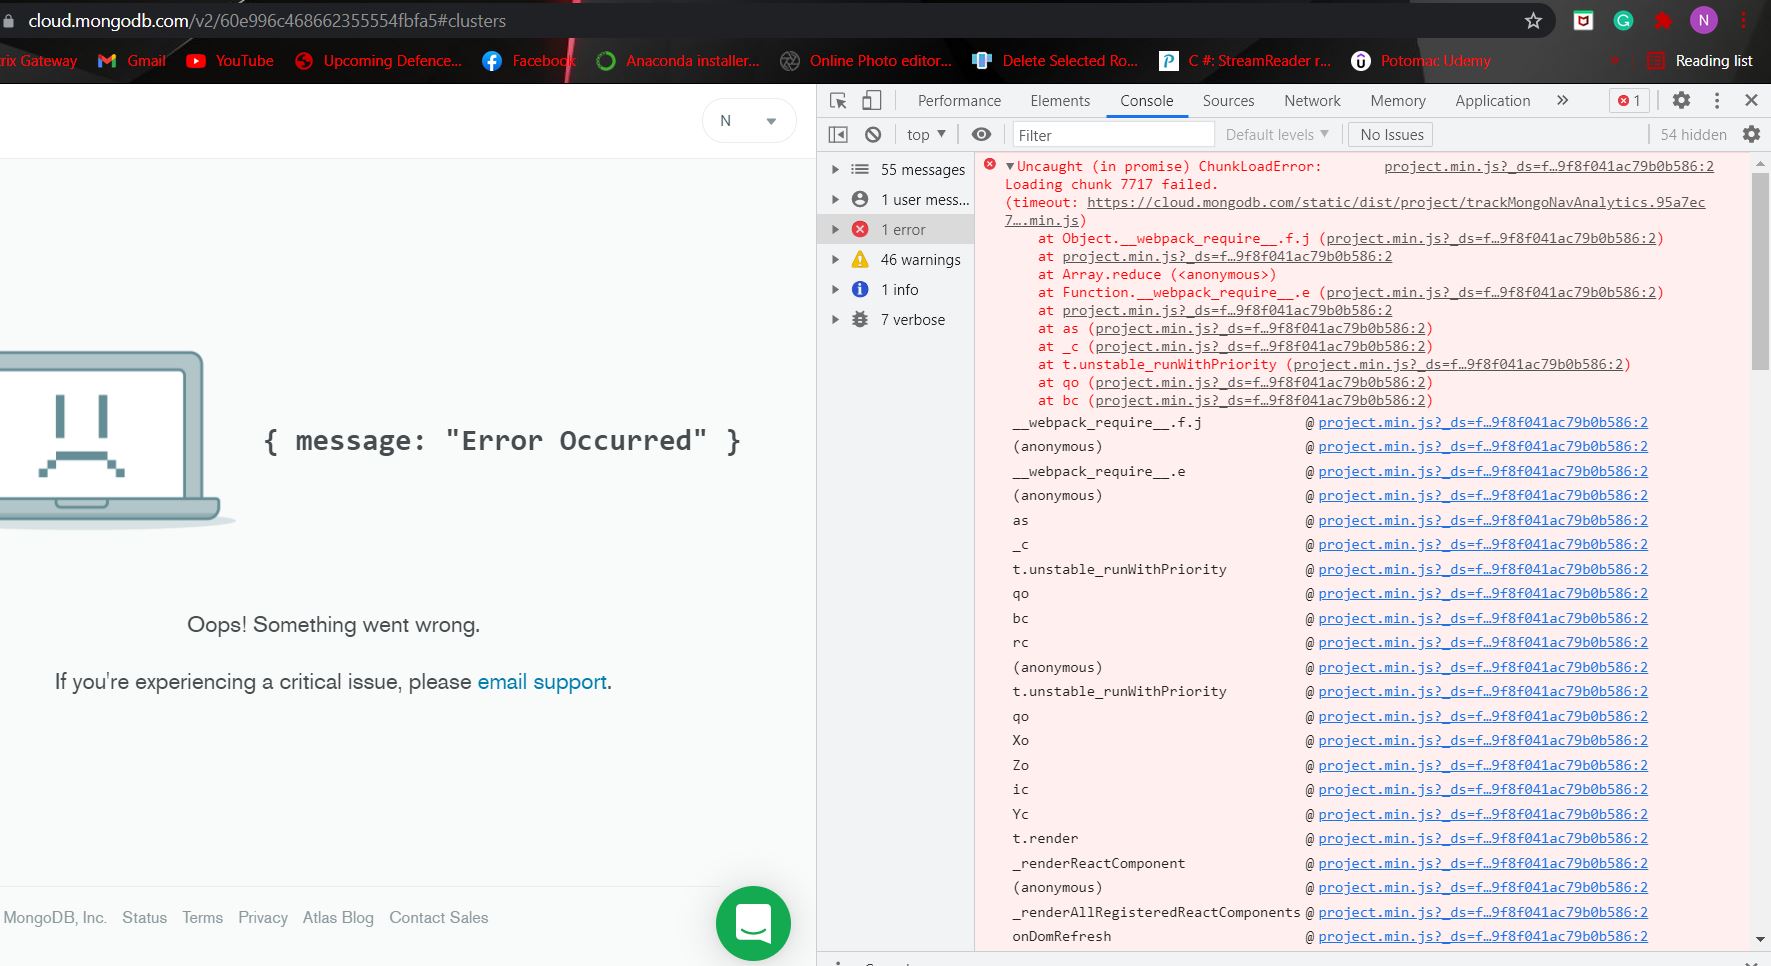 cloud.mongodb.com/v2/60e996c468662355554fbfa5#clusters
N
rix Gateway
Gmail
YouTube
Upcoming Defence...
Facebook
Anaconda installer...
Online Photo editor...
Delete Selected Ro...
C #: StreamReader r...
Potomac Udemy
»
Reading list
N
{ message: "Error Occurred" }
Oops! Something went wrong.
If you're experiencing a critical issue, please email support.
MongoDB, Inc. Status Terms Privacy Atlas Blog Contact Sales
Performance Elements Console Sources Network Memory Application » 1
top Filter Default levels No Issues 54 hidden
55 messages
1 user mess...
1 error
46 warnings
1 info
7 verbose
Uncaught (in promise) ChunkLoadError: project.min.js?_ds=f…9f8f041ac79b0b586:2
Loading chunk 7717 failed.
(timeout: https://cloud.mongodb.com/static/dist/project/trackMongoNavAnalytics.95a7ec
7….min.js)
at Object.__webpack_require__.f.j (project.min.js?_ds=f…9f8f041ac79b0b586:2)
at project.min.js?_ds=f…9f8f041ac79b0b586:2
at Array.reduce (<anonymous>)
at Function.__webpack_require__.e (project.min.js?_ds=f…9f8f041ac79b0b586:2)
at project.min.js?_ds=f…9f8f041ac79b0b586:2
at as (project.min.js?_ds=f…9f8f041ac79b0b586:2)
at _c (project.min.js?_ds=f…9f8f041ac79b0b586:2)
at t.unstable_runWithPriority (project.min.js?_ds=f…9f8f041ac79b0b586:2)
at qo (project.min.js?_ds=f…9f8f041ac79b0b586:2)
at bc (project.min.js?_ds=f…9f8f041ac79b0b586:2)
__webpack_require__.f.j @ project.min.js?_ds=f…9f8f041ac79b0b586:2
(anonymous) @ project.min.js?_ds=f…9f8f041ac79b0b586:2
__webpack_require__.e @ project.min.js?_ds=f…9f8f041ac79b0b586:2
(anonymous) @ project.min.js?_ds=f…9f8f041ac79b0b586:2
as @ project.min.js?_ds=f…9f8f041ac79b0b586:2
_c @ project.min.js?_ds=f…9f8f041ac79b0b586:2
t.unstable_runWithPriority @ project.min.js?_ds=f…9f8f041ac79b0b586:2
qo @ project.min.js?_ds=f…9f8f041ac79b0b586:2
bc @ project.min.js?_ds=f…9f8f041ac79b0b586:2
rc @ project.min.js?_ds=f…9f8f041ac79b0b586:2
(anonymous) @ project.min.js?_ds=f…9f8f041ac79b0b586:2
t.unstable_runWithPriority @ project.min.js?_ds=f…9f8f041ac79b0b586:2
qo @ project.min.js?_ds=f…9f8f041ac79b0b586:2
Xo @ project.min.js?_ds=f…9f8f041ac79b0b586:2
Zo @ project.min.js?_ds=f…9f8f041ac79b0b586:2
ic @ project.min.js?_ds=f…9f8f041ac79b0b586:2
Yc @ project.min.js?_ds=f…9f8f041ac79b0b586:2
t.render @ project.min.js?_ds=f…9f8f041ac79b0b586:2
_renderReactComponent @ project.min.js?_ds=f…9f8f041ac79b0b586:2
(anonymous) @ project.min.js?_ds=f…9f8f041ac79b0b586:2
_renderAllRegisteredReactComponents @ project.min.js?_ds=f…9f8f041ac79b0b586:2
onDomRefresh @ project.min.js?_ds=f…9f8f041ac79b0b586:2